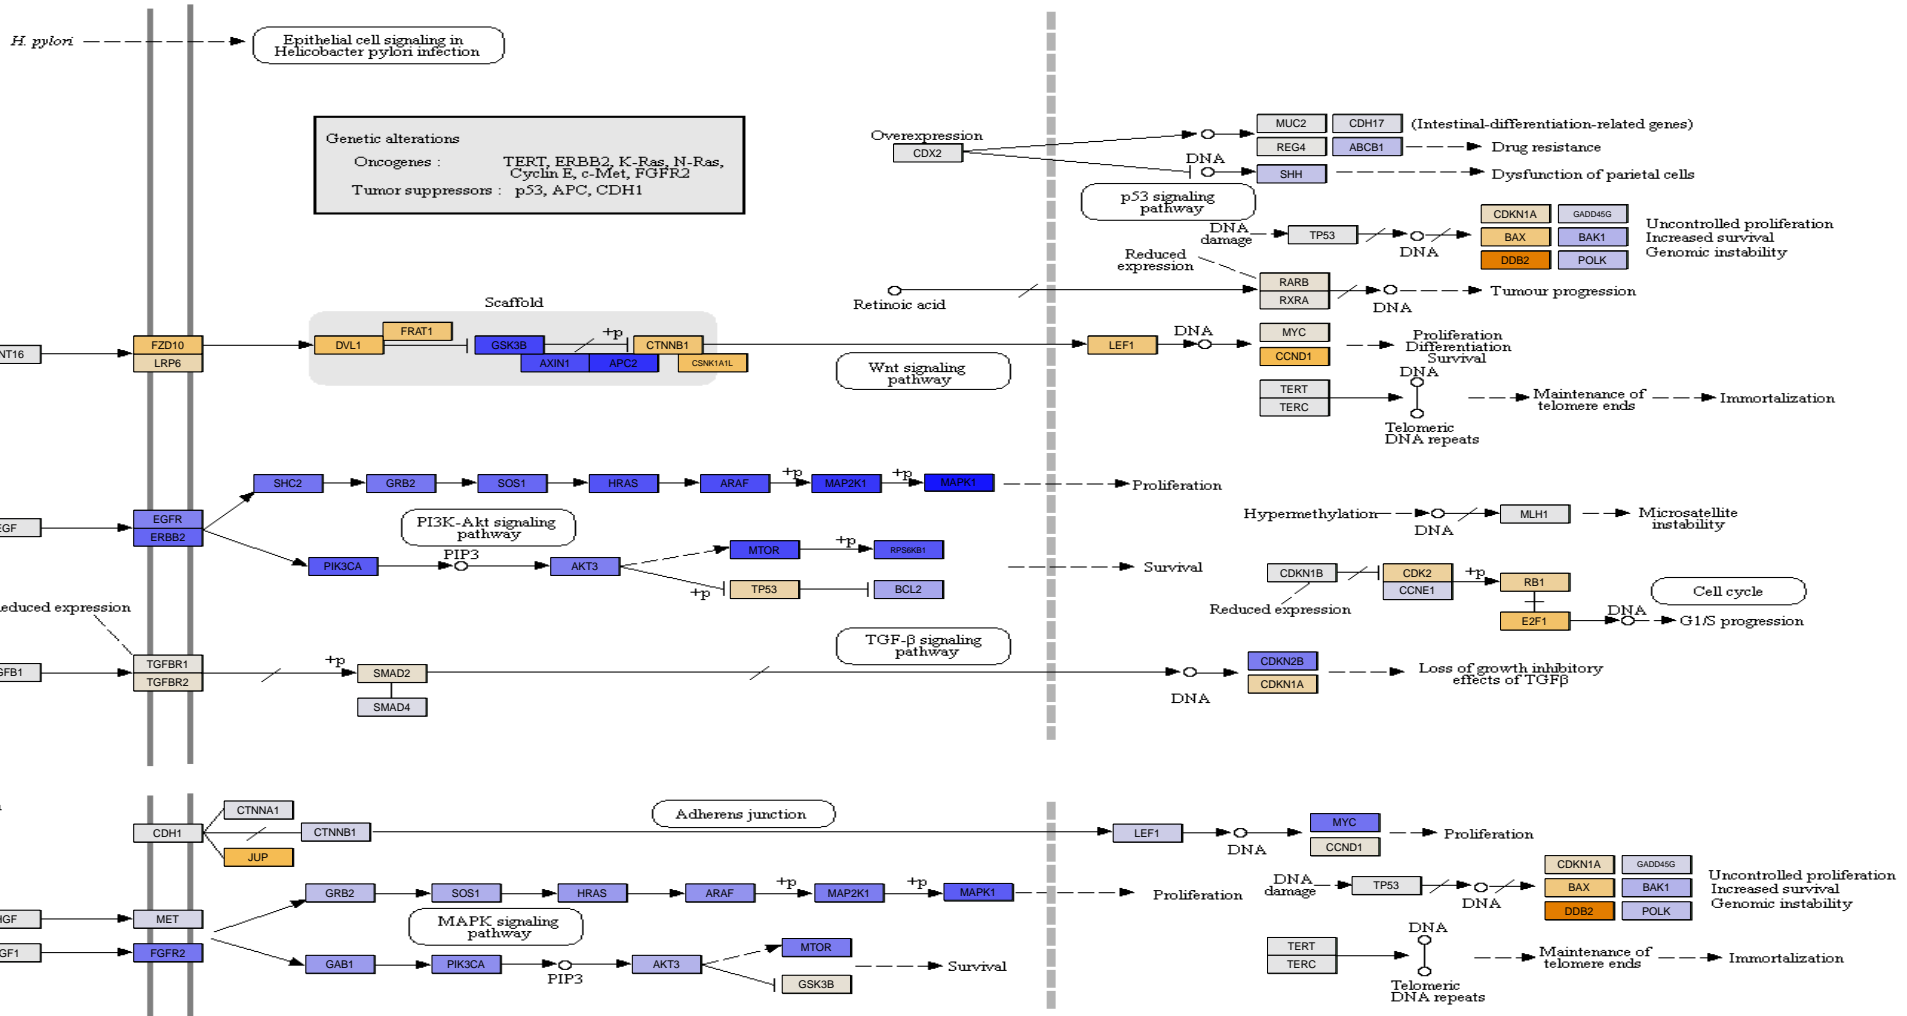 H. pylori
Epithelial cell signaling in
Helicobacter pylori infection
Genetic alterations
Oncogenes : TERT, ERBB2, K-Ras, N-Ras,
Cyclin E, c-Met, FGFR2
Tumor suppressors : p53, APC, CDH1
Overexpression
CDX2
DNA
MUC2 CDH17 (Intestinal-differentiation-related genes)
REG4 ABCB1 Drug resistance
SHH Dysfunction of parietal cells
p53 signaling
pathway
DNA
damage
TP53
DNA
CDKN1A GADD45G
BAX BAK1
DDB2 POLK
Uncontrolled proliferation
Increased survival
Genomic instability
Reduced
expression
Retinoic acid
RARB
RXRA
DNA
Tumour progression
Scaffold
NT16
FZD10
LRP6
DVL1
FRAT1
GSK3B
+p
CTNNB1
AXIN1 APC2 CSNK1A1L
Wnt signaling
pathway
LEF1
DNA
MYC
CCND1
Proliferation
Differentiation
Survival
TERT
TERC
DNA
Telomeric
DNA repeats
Maintenance of
telomere ends
Immortalization
SHC2 GRB2 SOS1 HRAS ARAF +p MAP2K1 +p MAPK1 Proliferation
EGF
EGFR
ERBB2
PI3K-Akt signaling
pathway
PIK3CA
PIP3
AKT3
MTOR +p RPS6KB1
+p TP53 BCL2
Survival
Hypermethylation
DNA
MLH1
Microsatellite
instability
CDKN1B
Reduced expression
CDK2
CCNE1
+p
RB1
E2F1
DNA
Cell cycle
G1/S progression
educed expression
GFB1
TGFBR1
TGFBR2
+p
SMAD2
SMAD4
TGF-β signaling
pathway
DNA
CDKN2B
CDKN1A
Loss of growth inhibitory
effects of TGFβ
CDH1
CTNNA1
CTNNB1
JUP
Adherens junction
LEF1
DNA
MYC
CCND1
Proliferation
HGF
GF1
MET
FGFR2
GRB2 SOS1 HRAS ARAF +p MAP2K1 +p MAPK1 Proliferation
MAPK signaling
pathway
GAB1 PIK3CA PIP3 AKT3
MTOR
GSK3B
Survival
DNA
damage
TP53
DNA
CDKN1A GADD45G
BAX BAK1
DDB2 POLK
Uncontrolled proliferation
Increased survival
Genomic instability
TERT
TERC
DNA
Telomeric
DNA repeats
Maintenance of
telomere ends
Immortalization